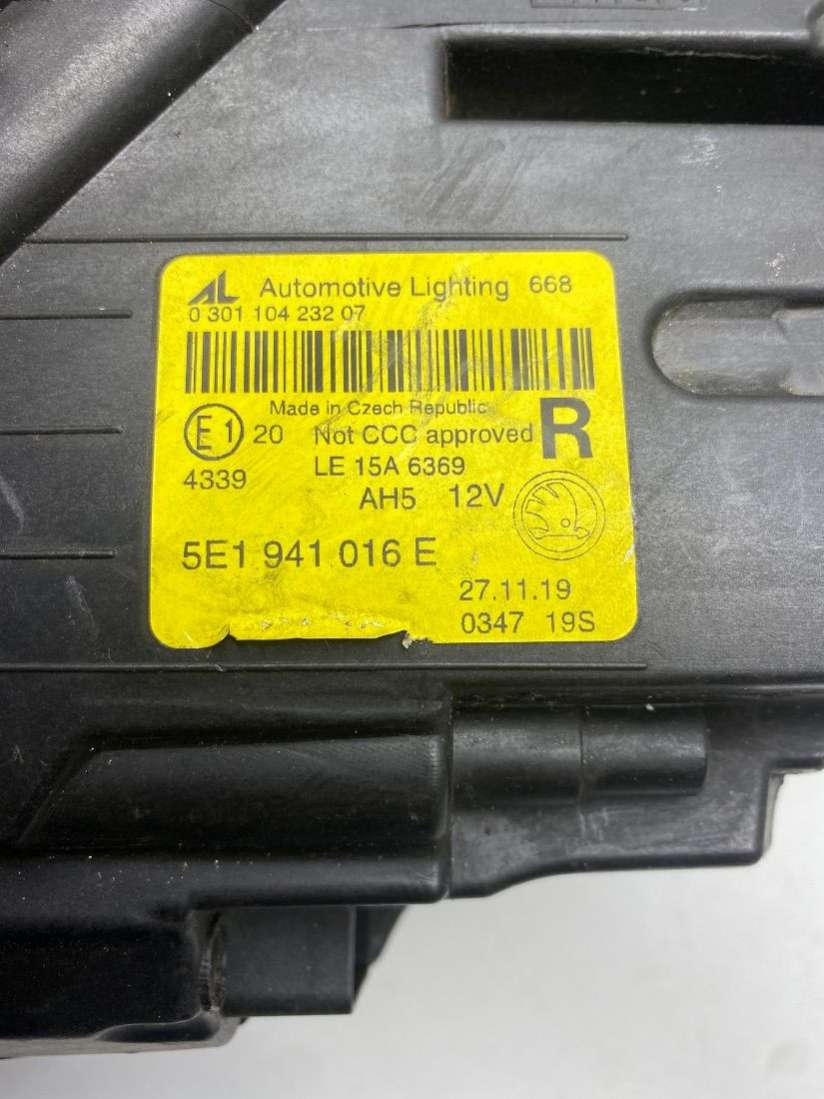 AL Automotive Lighting 668
0 301 104 232 07
Made in Czech Republic
E1 20 Not CCC approved R
4339 LE 15A 6369
AH5 12V
5E1 941 016 E
27.11.19
0347 19S